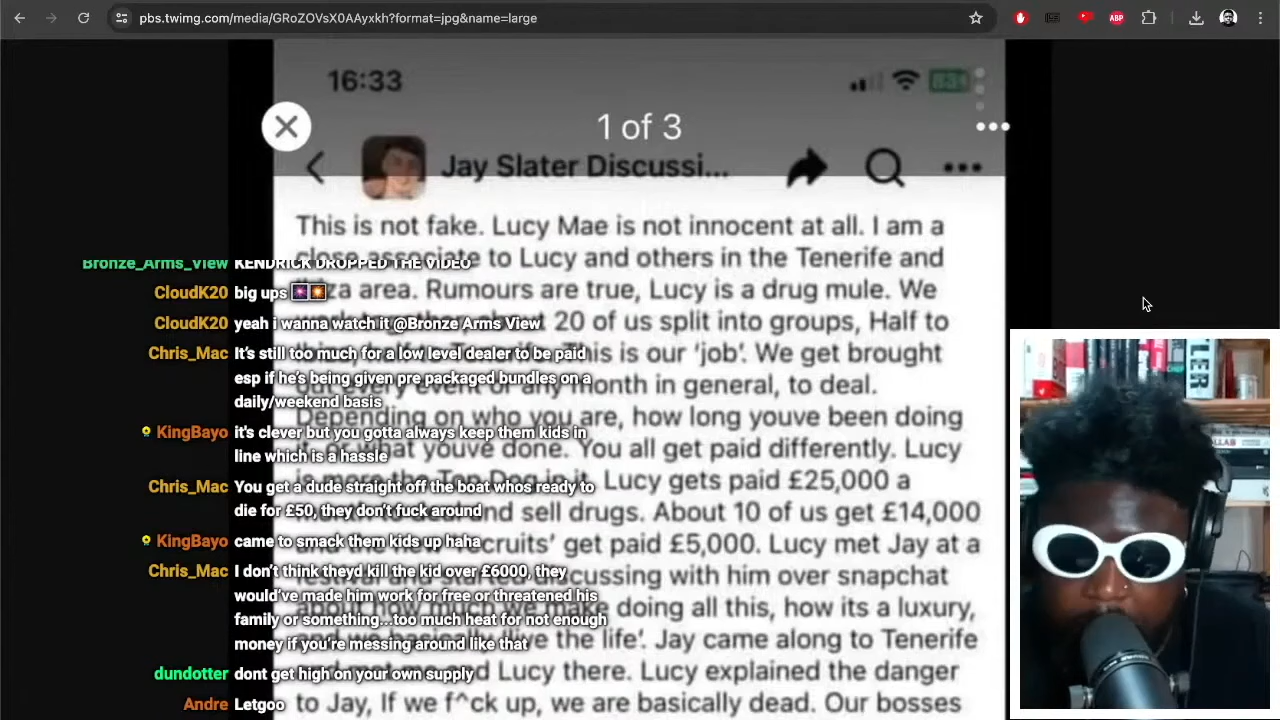 pbs.twimg.com/media/GRoZOVsX0AAyxkh?format=jpg&name=large
ABP
16:33
1 of 3
Jay Slater Discussi...
This is not fake. Lucy Mae is not innocent at all. I am a
to Lucy and others in the Tenerife and
area. Rumours are true, Lucy is a drug mule. We
20 of us split into groups, Half to
This is our ‘job’. We get brought
month in general, to deal.
Depending on who you are, how long youve been doing
what youve done. You all get paid differently. Lucy
Lucy gets paid £25,000 a
and sell drugs. About 10 of us get £14,000
get paid £5,000. Lucy met Jay at a
discussing with him over snapchat
doing all this, how its a luxury,
live the life’. Jay came along to Tenerife
Lucy there. Lucy explained the danger
to Jay, If we f^ck up, we are basically dead. Our bosses
Bronze_Arms_View KENDRICK DROPPED THE VIDEO
CloudK20 big ups
CloudK20 yeah i wanna watch it @Bronze Arms View
Chris_Mac It’s still too much for a low level dealer to be paid
esp if he’s being given pre packaged bundles on a
daily/weekend basis
KingBayo it's clever but you gotta always keep them kids in
line which is a hassle
Chris_Mac You get a dude straight off the boat whos ready to
die for £50, they don’t fuck around
KingBayo came to smack them kids up haha
Chris_Mac I don’t think theyd kill the kid over £6000, they
would’ve made him work for free or threatened his
family or something...too much heat for not enough
money if you’re messing around like that
dundotter dont get high on your own supply
Andre Letgoo